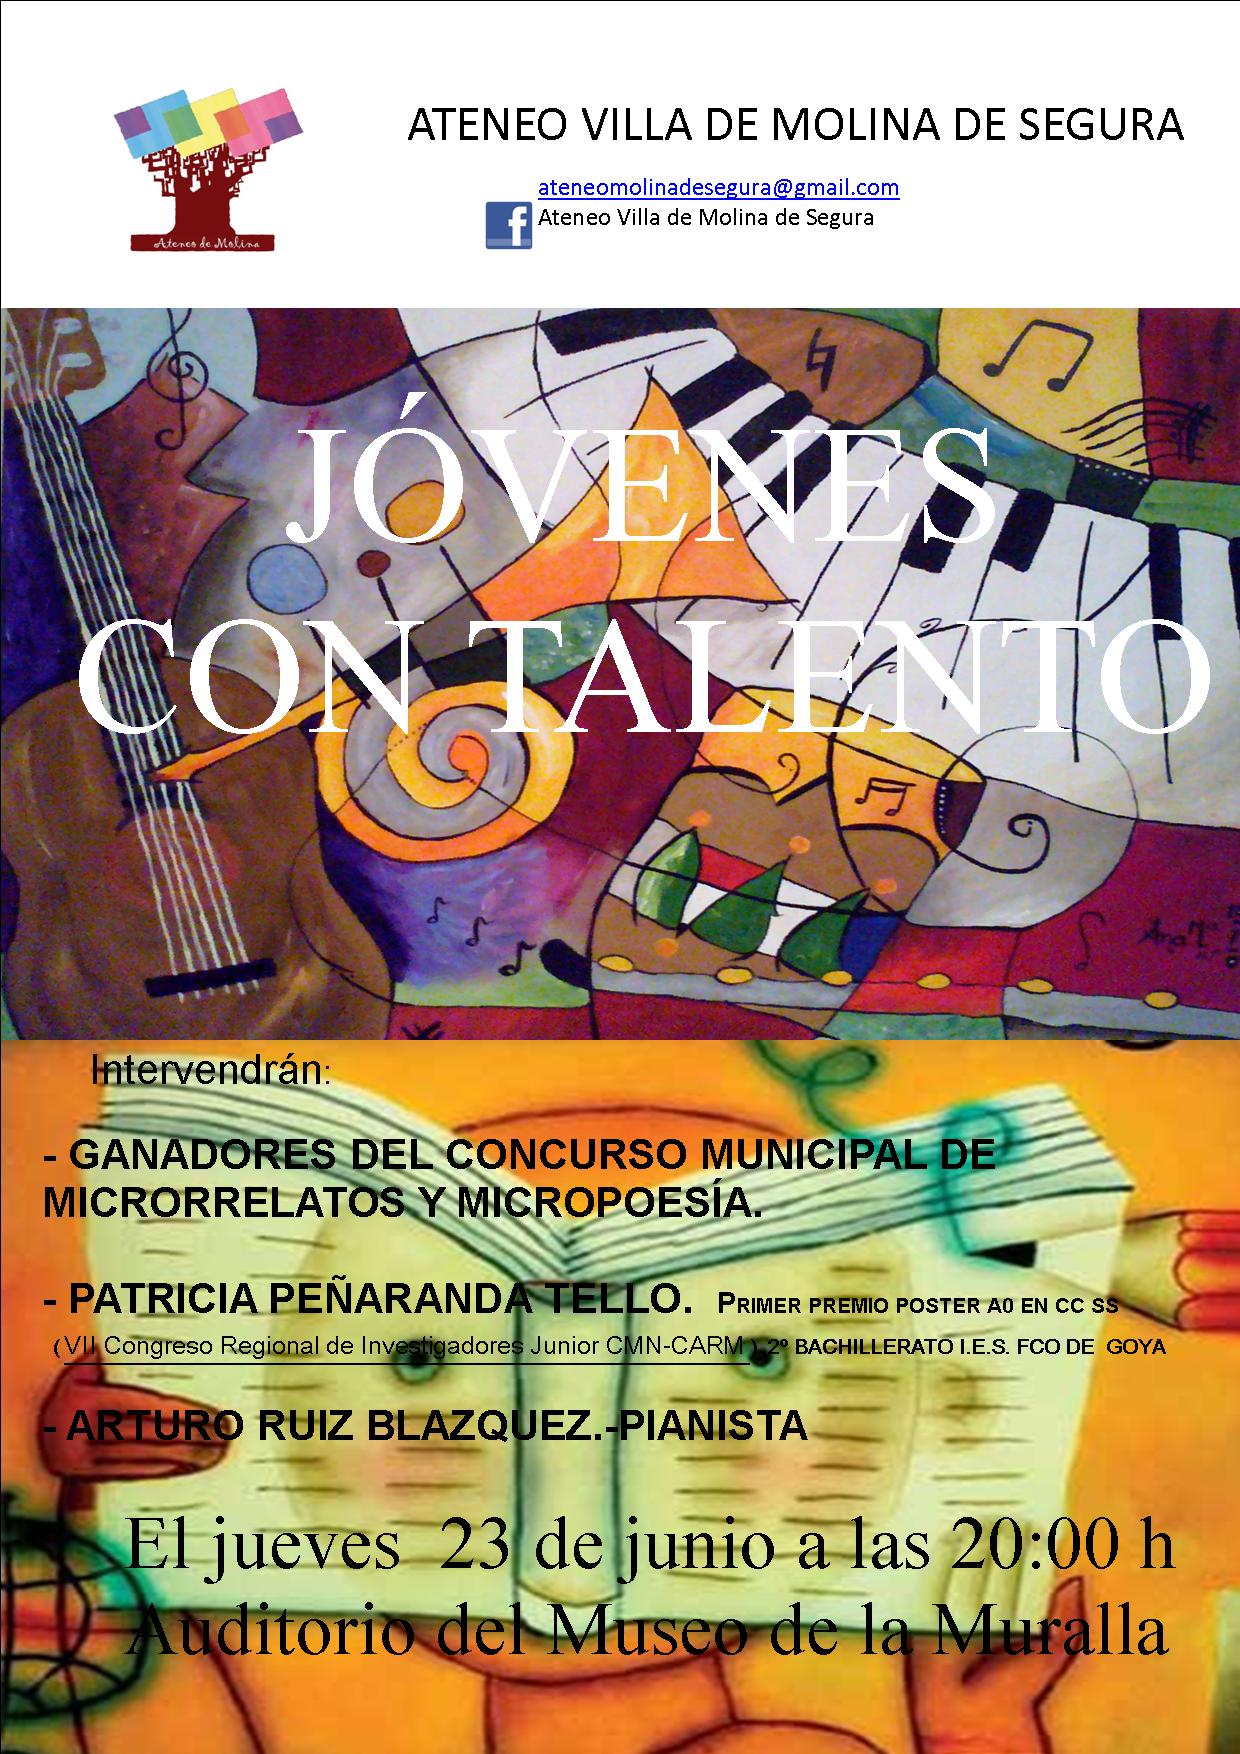 Ateneo de Molina
ATENEO VILLA DE MOLINA DE SEGURA
ateneomolinadesegura@gmail.com
f Ateneo Villa de Molina de Segura
JÓVENES
CON TALENTO
Intervendrán:
- GANADORES DEL CONCURSO MUNICIPAL DE
MICRORRELATOS Y MICROPOESÍA.
- PATRICIA PEÑARANDA TELLO. PRIMER PREMIO POSTER A0 EN CC SS
( VII Congreso Regional de Investigadores Junior CMN-CARM ) 2º BACHILLERATO I.E.S. FCO DE GOYA
- ARTURO RUIZ BLAZQUEZ.-PIANISTA
El jueves 23 de junio a las 20:00 h
Auditorio del Museo de la Muralla